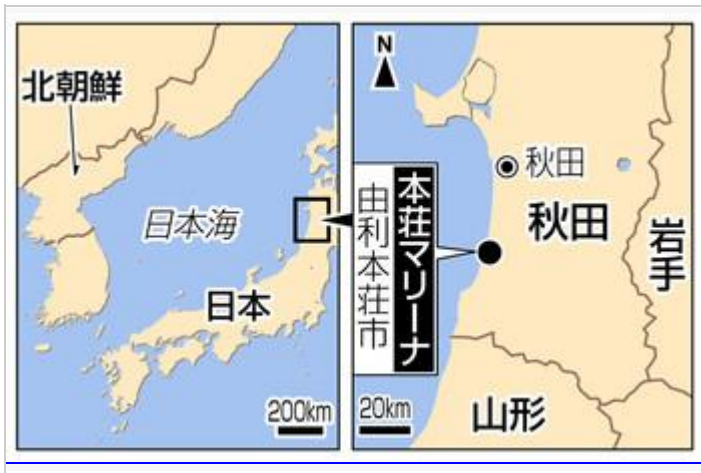 北朝鮮
日本海
日本
200km
N
秋田
秋田
岩手
本荘マリーナ
由利本荘市
山形
20km